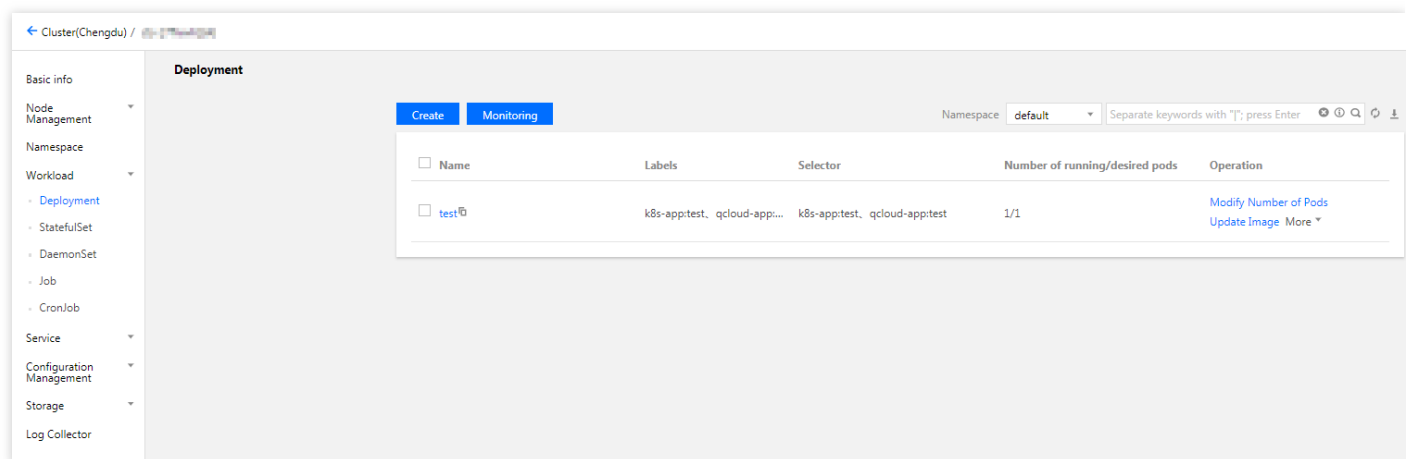 Cluster(Chengdu) /
Basic info
Node Management
Namespace
Workload
Deployment
StatefulSet
DaemonSet
Job
CronJob
Service
Configuration Management
Storage
Log Collector
Deployment
Create Monitoring Namespace default Separate keywords with "|"; press Enter
Name Labels Selector Number of running/desired pods Operation
test k8s-app:test、qcloud-app:... k8s-app:test、qcloud-app:test 1/1 Modify Number of Pods
Update Image More